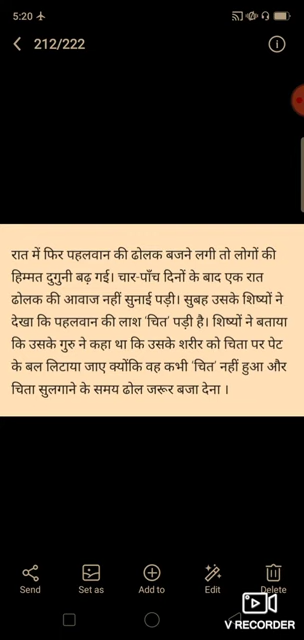 5:20
212/222
रात में फिर पहलवान की ढोलक बजने लगी तो लोगों की
हिम्मत दुगुनी बढ़ गई। चार-पाँच दिनों के बाद एक रात
ढोलक की आवाज नहीं सुनाई पड़ी। सुबह उसके शिष्यों ने
देखा कि पहलवान की लाश 'चित' पड़ी है। शिष्यों ने बताया
कि उसके गुरु ने कहा था कि उसके शरीर को चिता पर पेट
के बल लिटाया जाए क्योंकि वह कभी 'चित' नहीं हुआ और
चिता सुलगाने के समय ढोल जरूर बजा देना ।
Send Set as Add to Edit Delete
V RECORDER